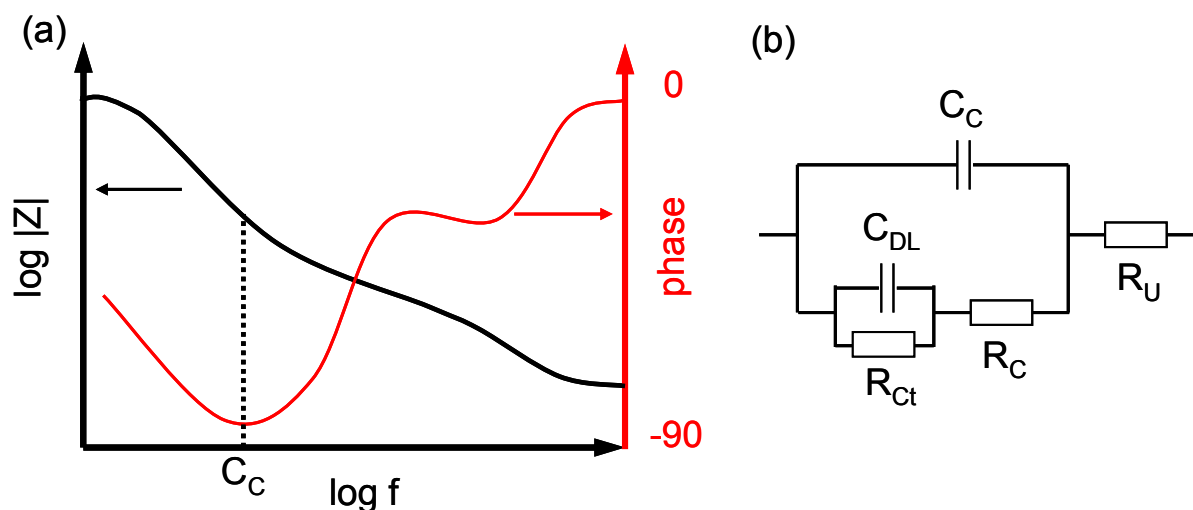 (a)
log |Z|
0
phase
-90
C_C
log f
(b)
C_C
C_DL
R_Ct
R_C
R_U